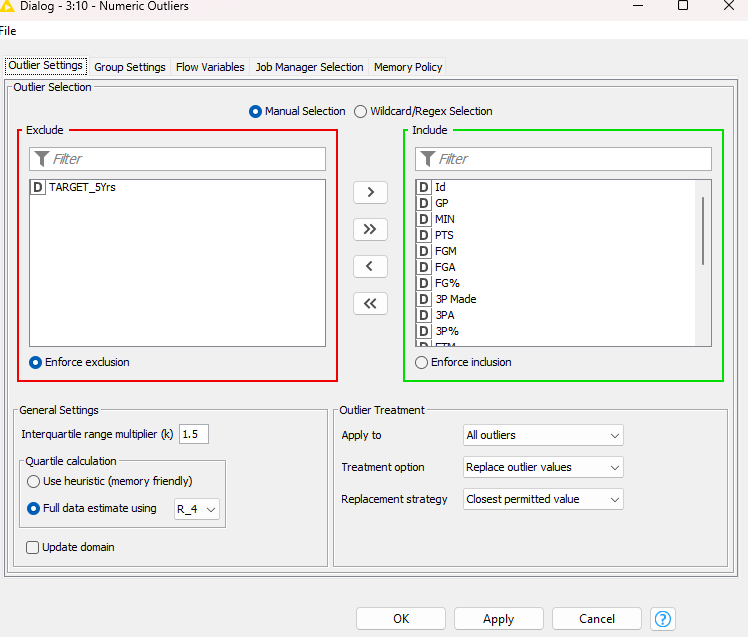 Dialog - 3:10 - Numeric Outliers
File
Outlier Settings Group Settings Flow Variables Job Manager Selection Memory Policy
Outlier Selection
Manual Selection Wildcard/Regex Selection
Exclude
Filter
D TARGET_5Yrs
Enforce exclusion
>
>>
<
<<
Include
Filter
D Id
D GP
D MIN
D PTS
D FGM
D FGA
D FG%
D 3P Made
D 3PA
D 3P%
D FTM
Enforce inclusion
General Settings
Interquartile range multiplier (k) 1.5
Quartile calculation
Use heuristic (memory friendly)
Full data estimate using R_4
Update domain
Outlier Treatment
Apply to All outliers
Treatment option Replace outlier values
Replacement strategy Closest permitted value
OK Apply Cancel ?